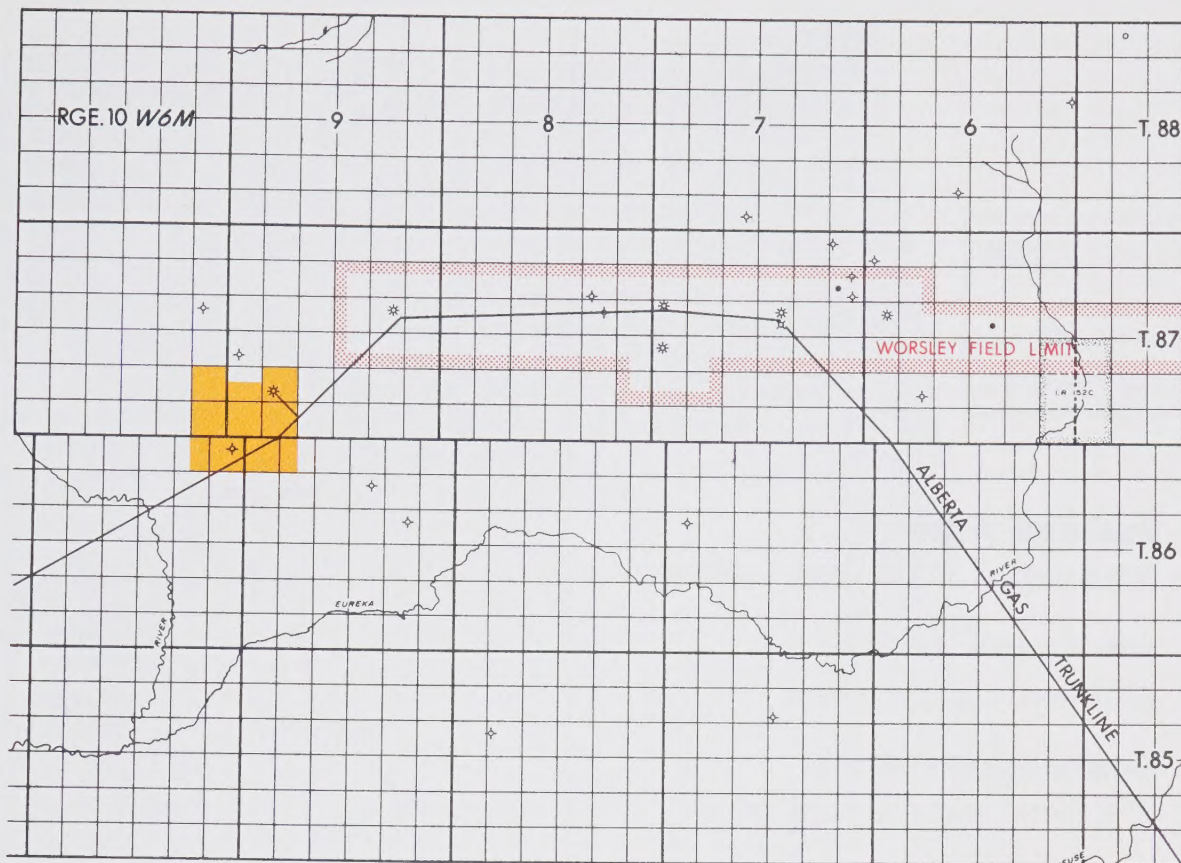 RGE. 10 W6M
9
8
7
6
T. 88
T. 87
WORSLEY FIELD LIMIT
I.R. 152C
ALBERTA GAS TRUNKLINE
T. 86
RIVER
EUREKA
RIVER
T. 85